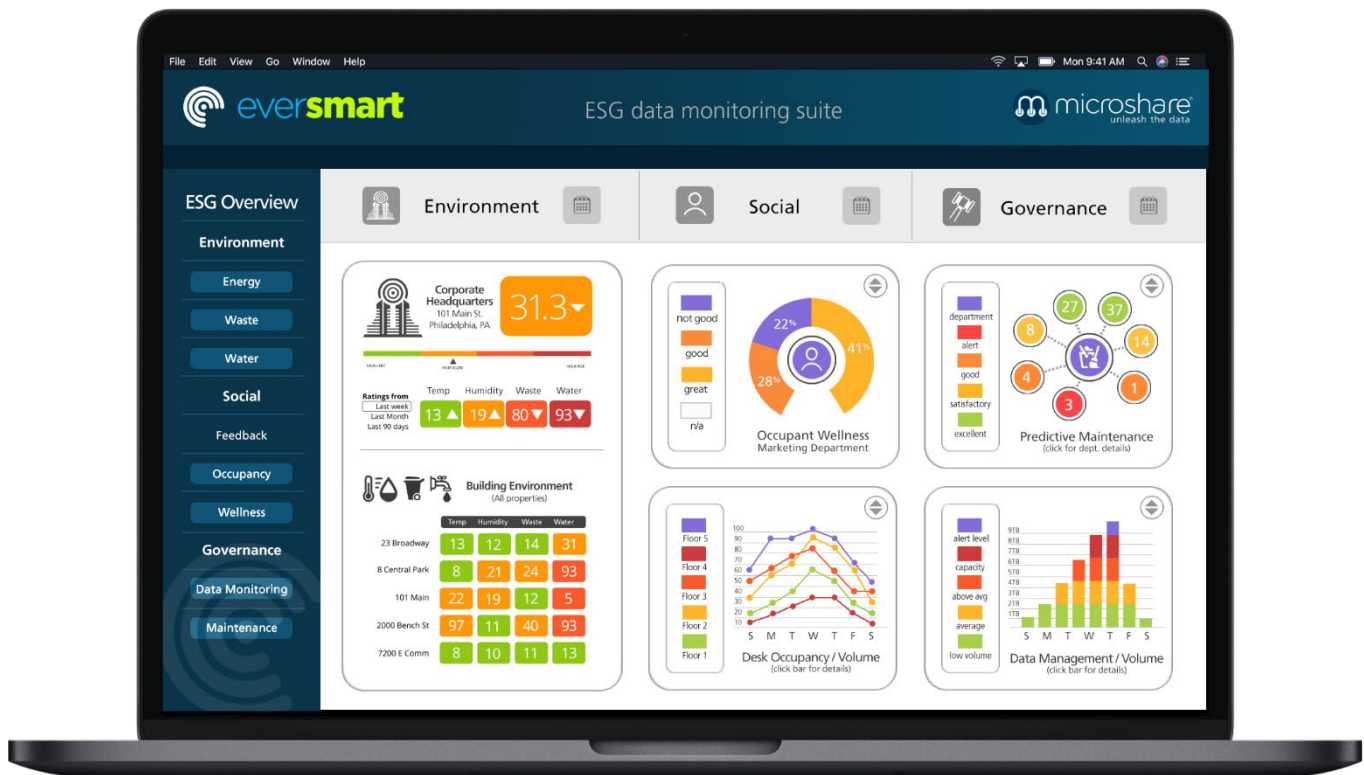 File Edit View Go Window Help
Mon 9:41 AM
eversmart
ESG data monitoring suite
microshare
unleash the data
ESG Overview
Environment
Energy
Waste
Water
Social
Feedback
Occupancy
Wellness
Governance
Data Monitoring
Maintenance
Environment
Social
Governance
Corporate
Headquarters
101 Main St.
Philadelphia, PA
31.3
EXCELLENT
HIGH RISK
Ratings from
Last week
Last Month
Last 90 days
Temp Humidity Waste Water
13 19 80 93
Building Environment
(All properties)
Temp Humidity Waste Water
23 Broadway 13 12 14 31
8 Central Park 8 21 24 93
101 Main 22 19 12 5
2000 Bench St 97 11 40 93
7200 E Comm 8 10 11 13
not good
good
great
n/a
22%
41%
28%
Occupant Wellness
Marketing Department
department
alert
good
satisfactory
excellent
27
37
8
14
4
1
3
Predictive Maintenance
(click for dept. details)
Floor 5
Floor 4
Floor 3
Floor 2
Floor 1
100
90
80
70
60
50
40
30
20
10
S M T W T F S
Desk Occupancy / Volume
(click bar for details)
alert level
capacity
above avg
average
low volume
9TB
8TB
7TB
6TB
5TB
4TB
3TB
2TB
1TB
S M T W T F S
Data Management / Volume
(click bar for details)